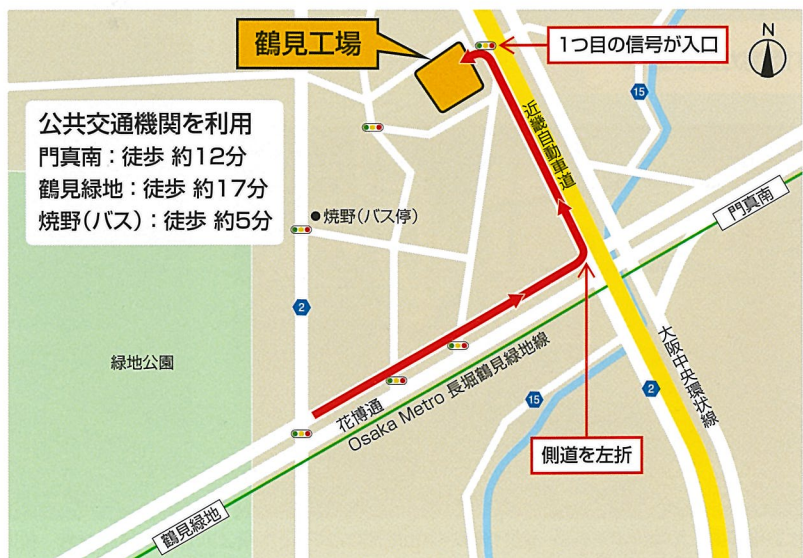 鶴見工場
1つ目の信号が入口
N
15
公共交通機関を利用
門真南：徒歩 約12分
鶴見緑地：徒歩 約17分
焼野（バス）：徒歩 約5分
近畿自動車道
門真南
●焼野（バス停）
2
緑地公園
花博通
Osaka Metro 長堀鶴見緑地線
大阪中央環状線
15
2
側道を左折
鶴見緑地